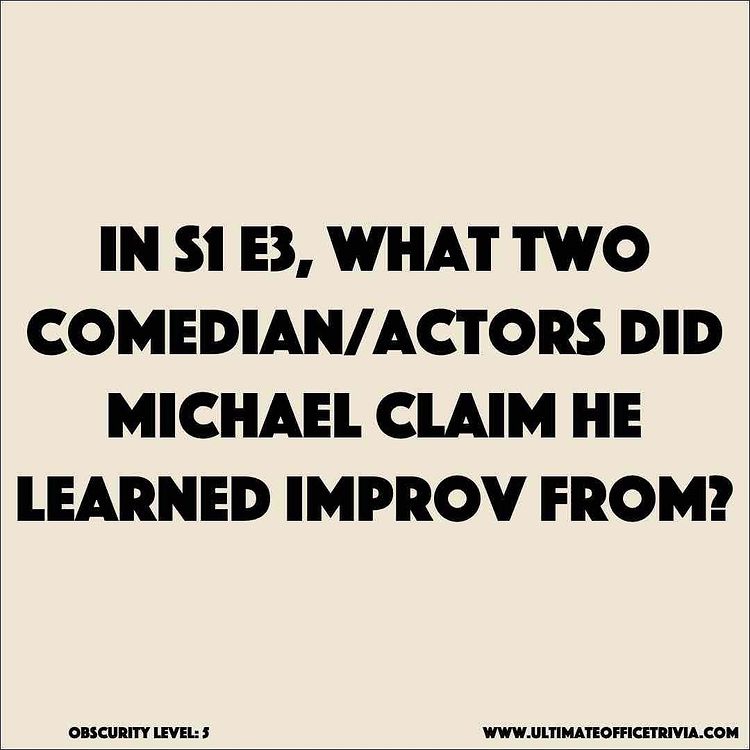 IN S1 E3, WHAT TWO
COMEDIAN/ACTORS DID
MICHAEL CLAIM HE
LEARNED IMPROV FROM?
OBSCURITY LEVEL: 5
WWW.ULTIMATEOFFICETRIVIA.COM